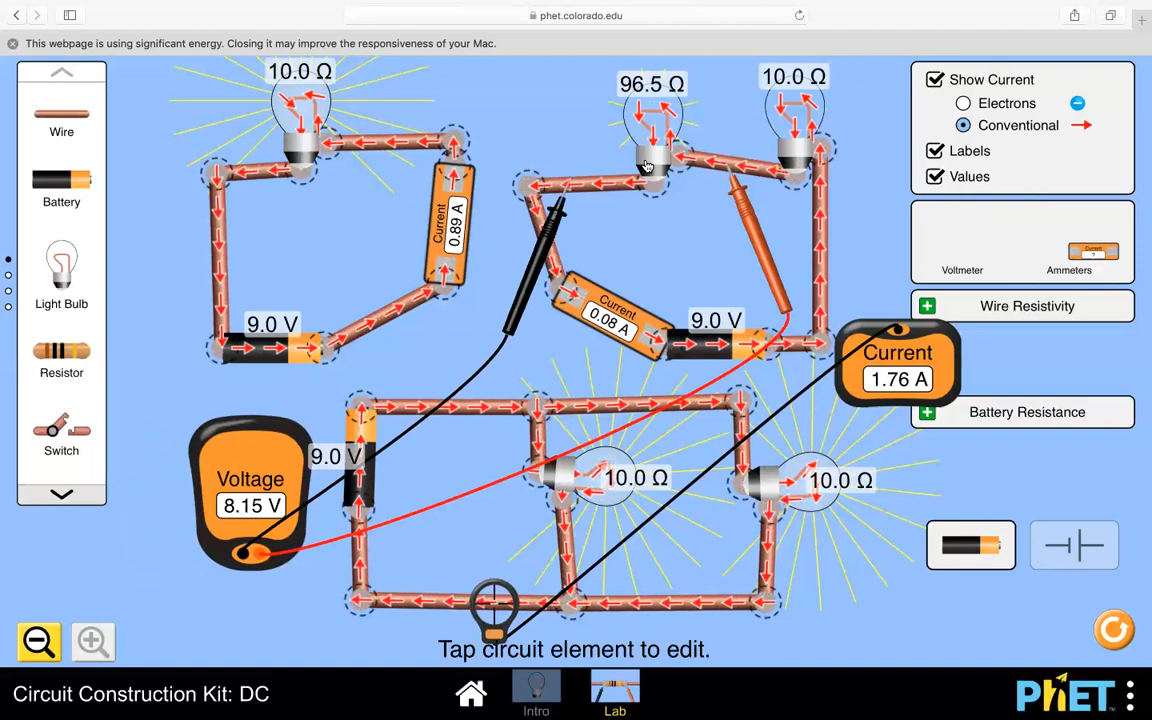 phet.colorado.edu
This webpage is using significant energy. Closing it may improve the responsiveness of your Mac.
Wire
Battery
Light Bulb
Resistor
Switch
10.0 Ω
Current
0.89 A
9.0 V
96.5 Ω
10.0 Ω
Current
0.08 A
9.0 V
Show Current
Electrons
Conventional
Labels
Values
Current
?
Voltmeter
Ammeters
Wire Resistivity
Current
1.76 A
Battery Resistance
Voltage
8.15 V
9.0 V
10.0 Ω
10.0 Ω
Tap circuit element to edit.
Circuit Construction Kit: DC
Intro
Lab
PhET